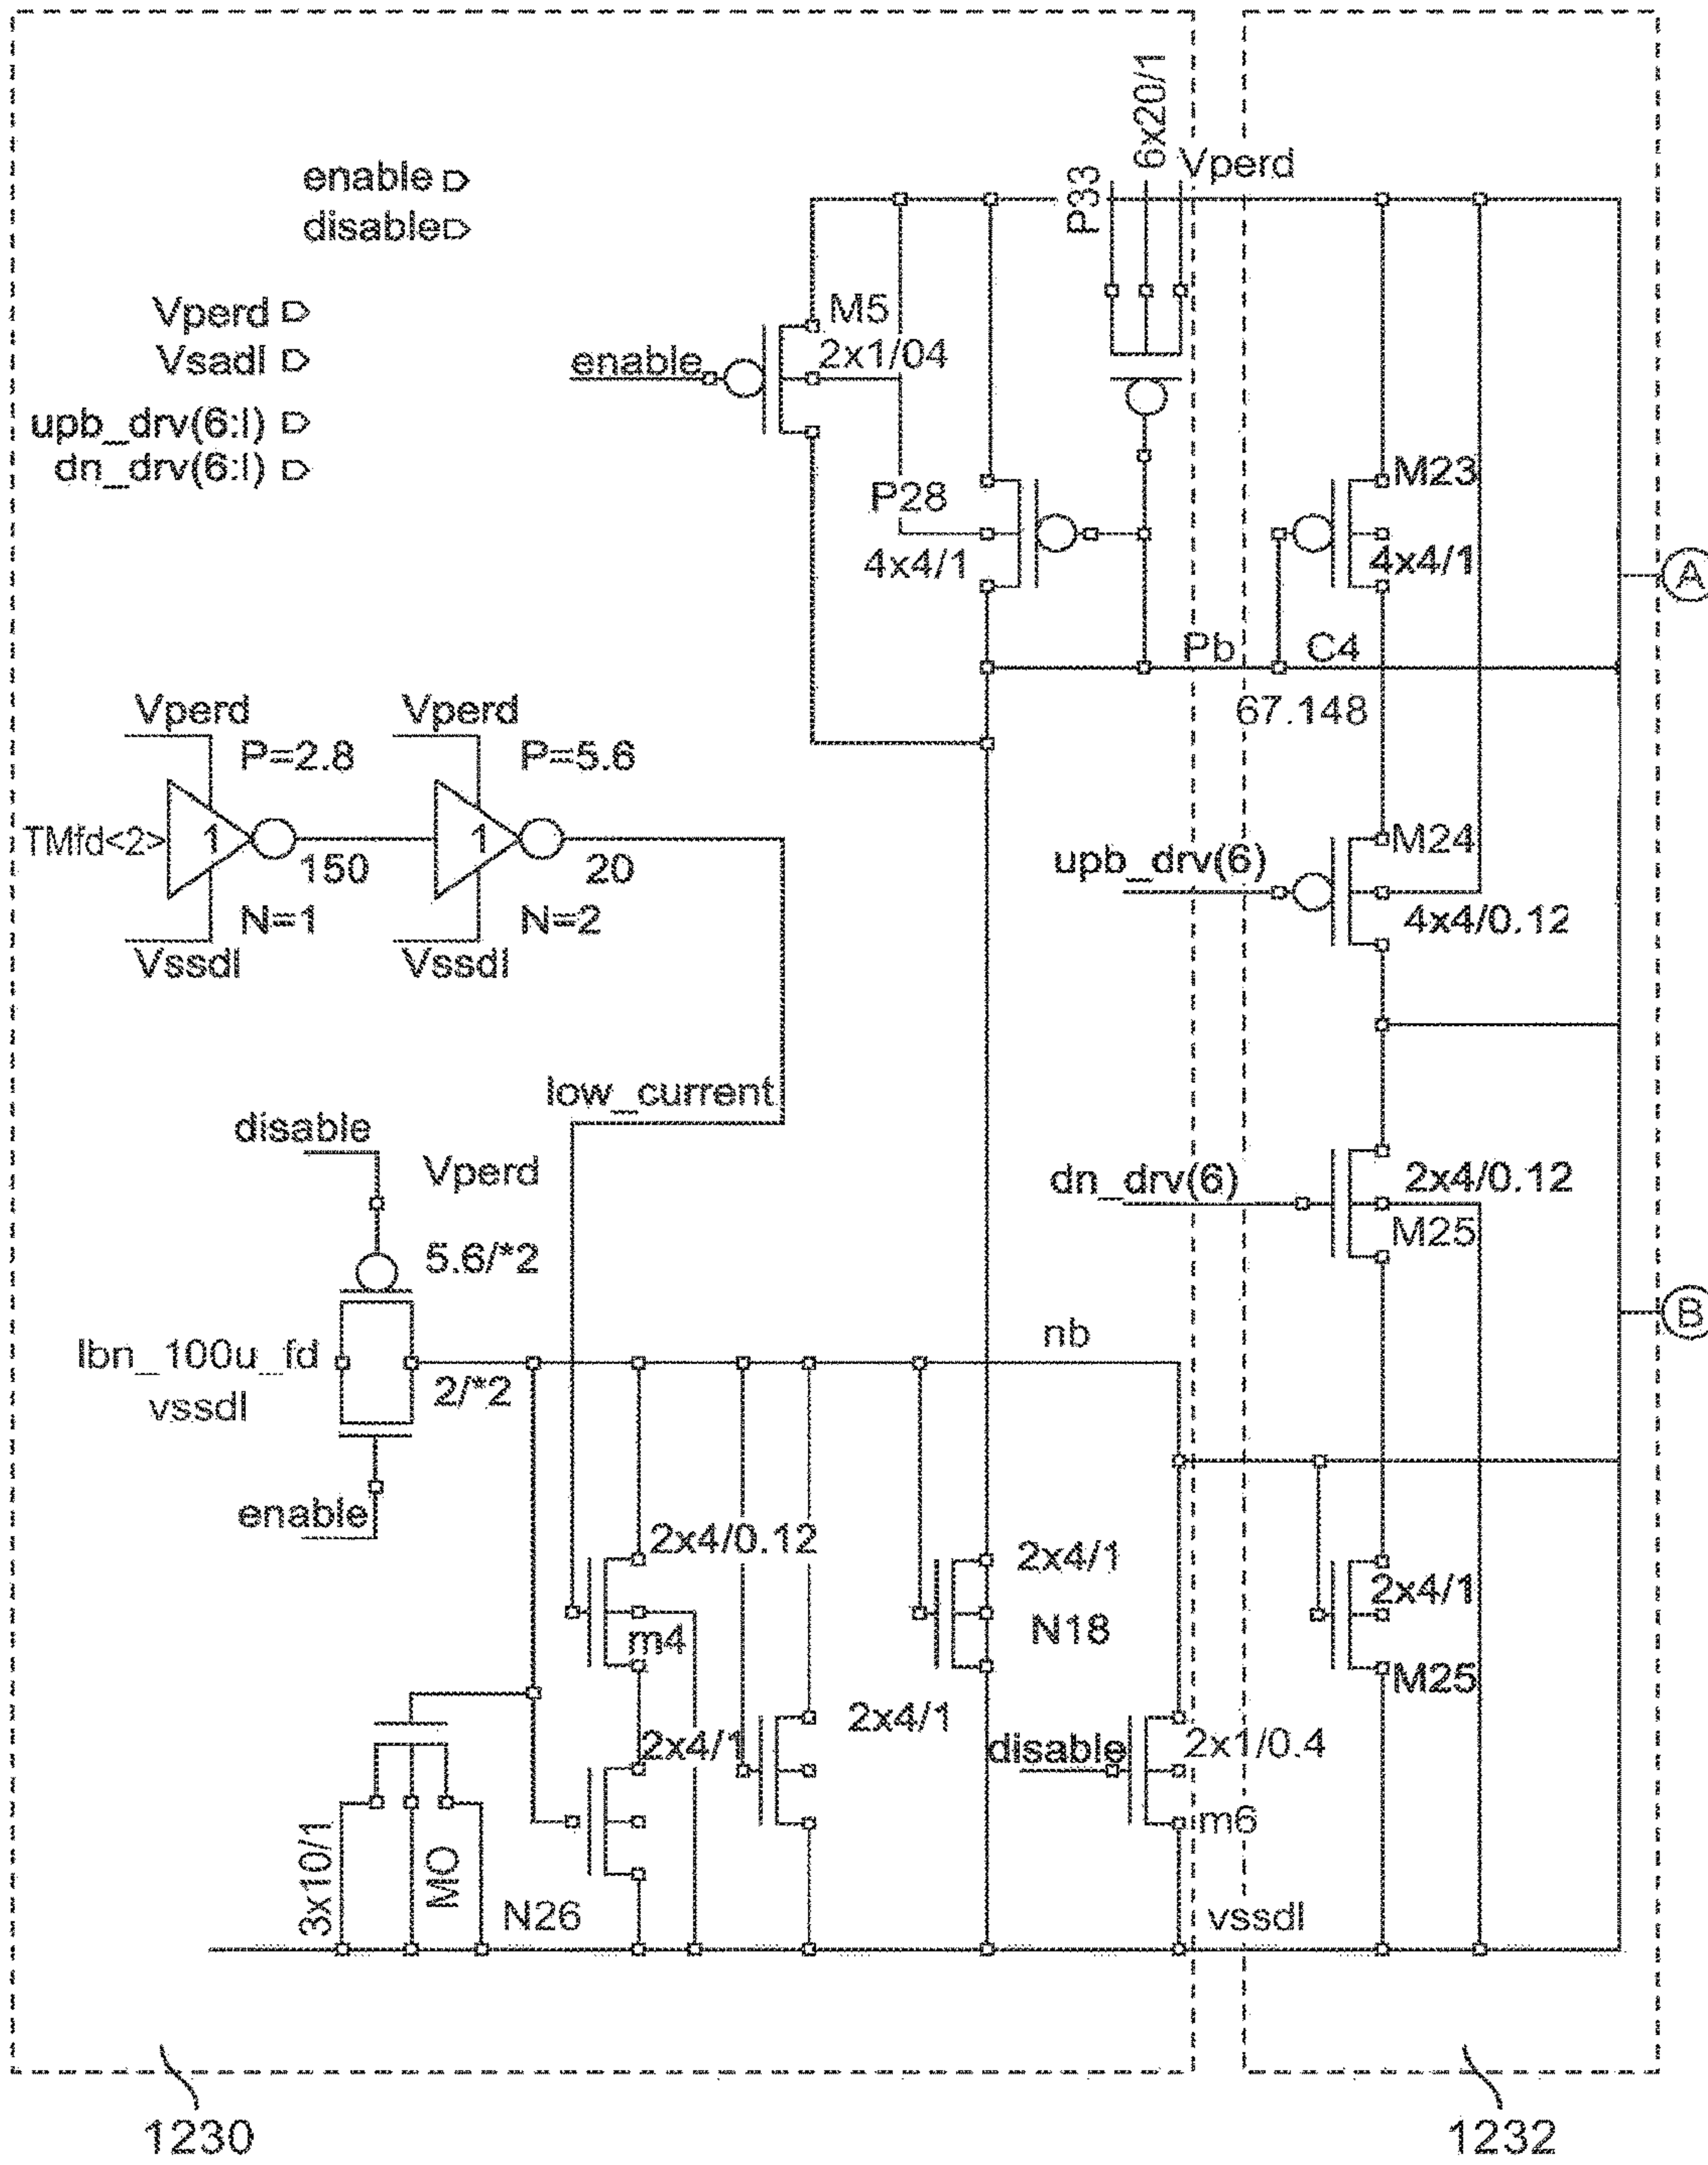 6x20/1
P33
Vperd
enable
disable
Vperd
Vsadl
upb_drv(6:l)
dn_drv(6:l)
M5
2x1/04
enable
P28
4x4/1
M23
4x4/1
A
Pb
C4
67.148
Vperd
P=2.8
Vperd
P=5.6
TMfd<2>
1
150
1
20
N=1
N=2
Vssdl
Vssdl
M24
upb_drv(6)
4x4/0.12
low_current
disable
Vperd
5.6/*2
dn_drv(6)
2x4/0.12
M25
B
lbn_100u_fd
vssdl
2/*2
nb
enable
2x4/0.12
m4
2x4/1
N18
2x4/1
M25
2x4/1
2x4/1
disable
2x1/0.4
m6
3x10/1
MO
N26
vssdl
1230
1232